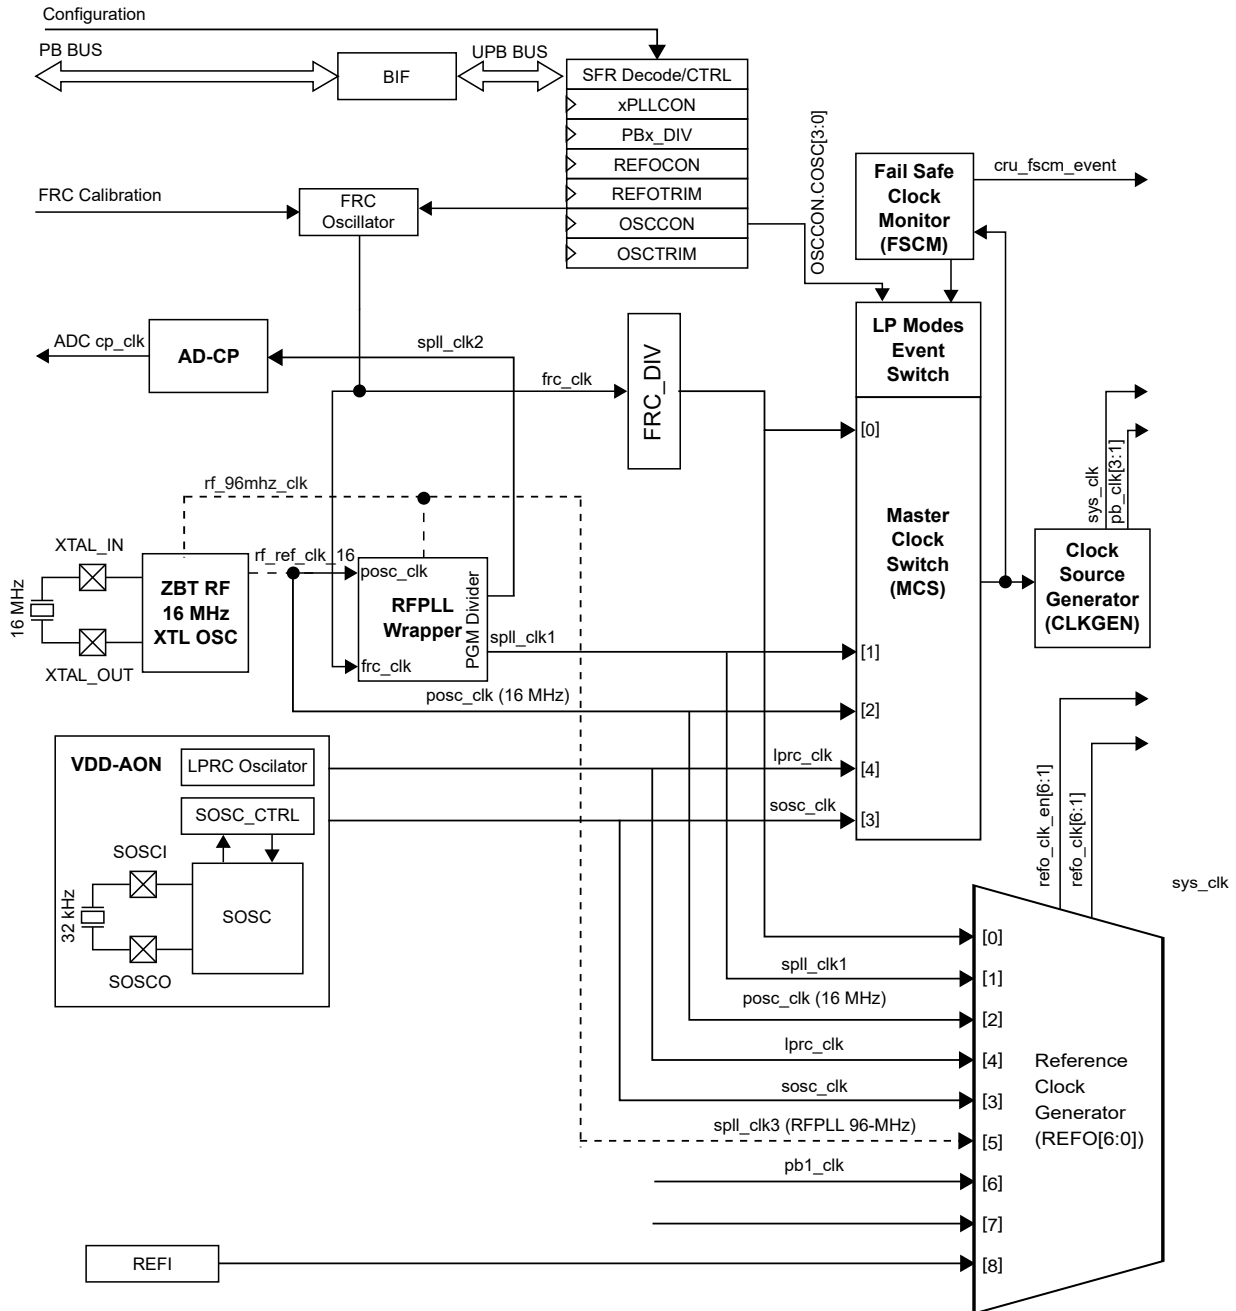 Configuration
PB BUS
UPB BUS
BIF
SFR Decode/CTRL
xPLLCON
PBx_DIV
REFOCON
REFOTRIM
OSCCON
OSCTRIM
OSCCON.COSC[3:0]
Fail Safe
Clock
Monitor
(FSCM)
cru_fscm_event
FRC Calibration
FRC
Oscillator
ADC cp_clk
AD-CP
spll_clk2
frc_clk
FRC_DIV
LP Modes
Event
Switch
[0]
Master
Clock
Switch
(MCS)
[1]
[2]
[4]
[3]
sys_clk
pb_clk[3:1]
Clock
Source
Generator
(CLKGEN)
rf_96mhz_clk
XTAL_IN
16 MHz
XTAL_OUT
ZBT RF
16 MHz
XTL OSC
rf_ref_clk_16
posc_clk
RFPLL
Wrapper
PGM Divider
frc_clk
spll_clk1
posc_clk (16 MHz)
VDD-AON
LPRC Oscilator
SOSC_CTRL
SOSCI
32 kHz
SOSC
SOSCO
lprc_clk
sosc_clk
refo_clk_en[6:1]
refo_clk[6:1]
sys_clk
[0]
spll_clk1
[1]
posc_clk (16 MHz)
[2]
lprc_clk
[4]
sosc_clk
[3]
spll_clk3 (RFPLL 96-MHz)
[5]
pb1_clk
[6]
[7]
REFI
[8]
Reference
Clock
Generator
(REFO[6:0])